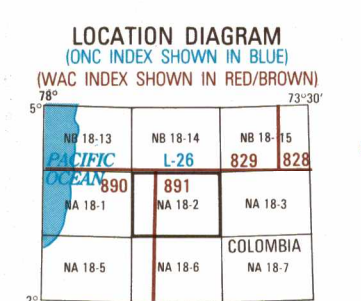 LOCATION DIAGRAM
(ONC INDEX SHOWN IN BLUE)
(WAC INDEX SHOWN IN RED/BROWN)
78° 73°30'
5°
NB 18-13 NB 18-14 NB 18-15
PACIFIC L-26 829 828
OCEAN 890 891
NA 18-1 NA 18-2 NA 18-3
COLOMBIA
NA 18-5 NA 18-6 NA 18-7